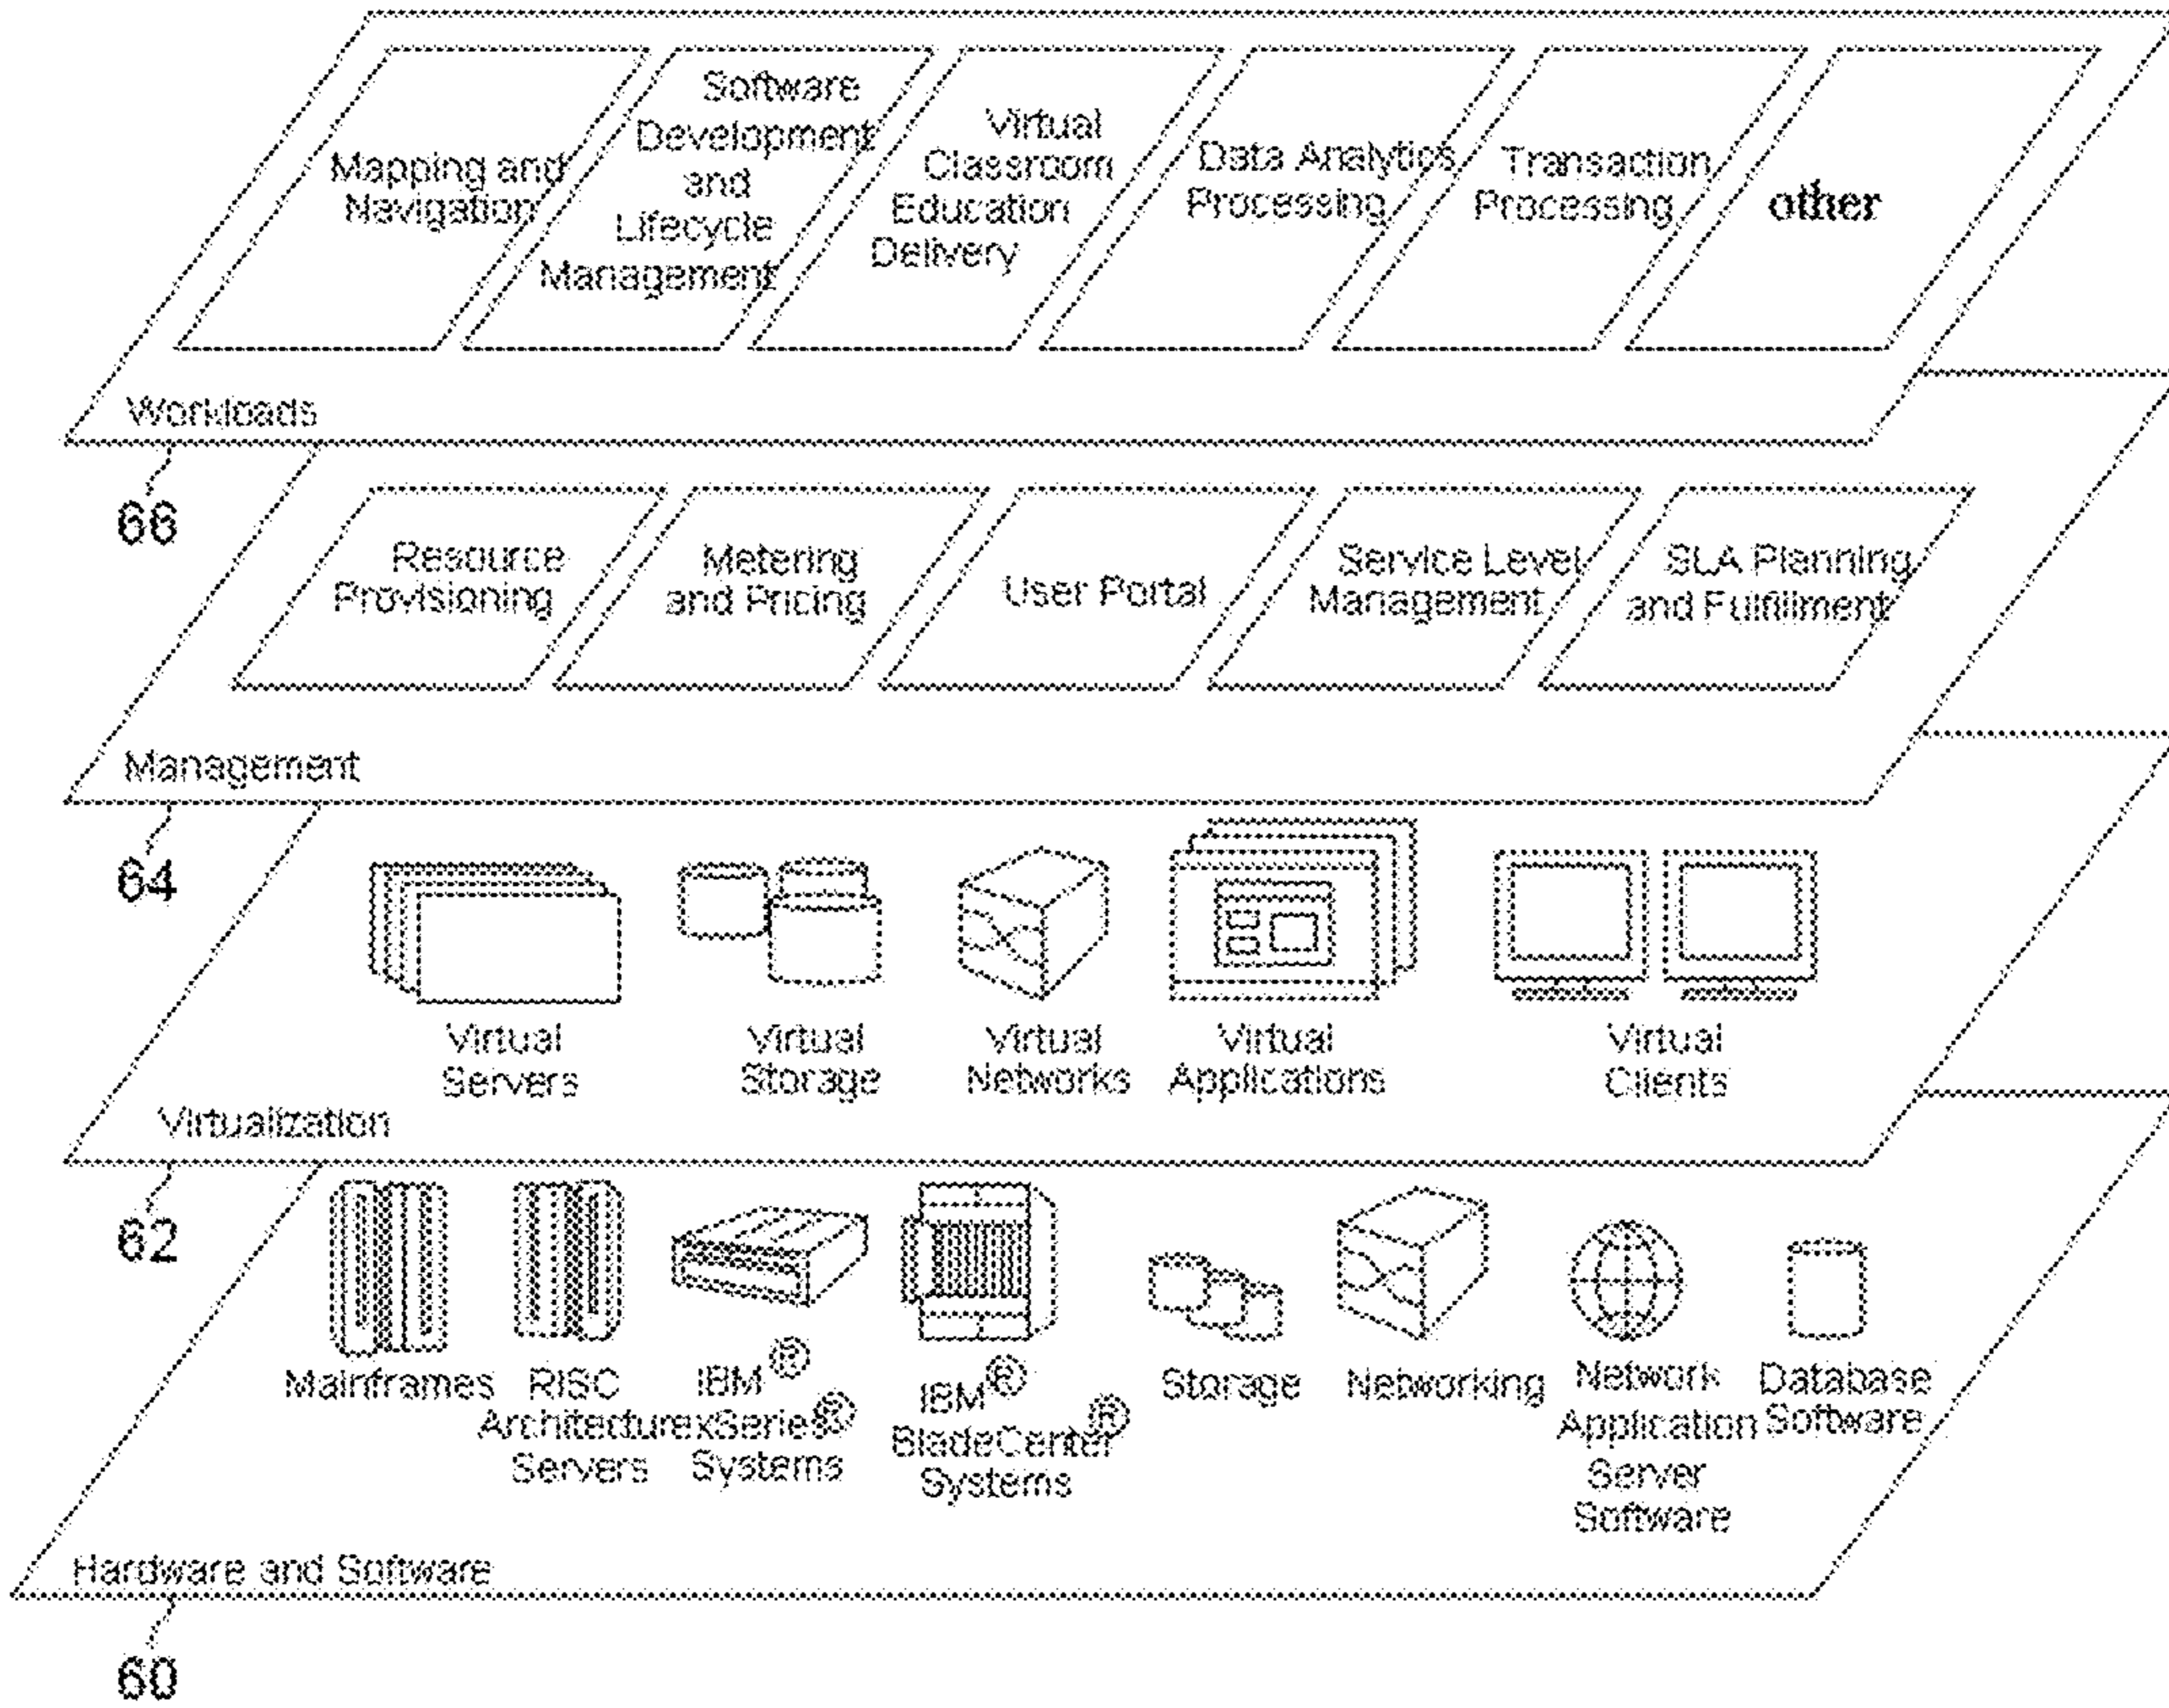 Mapping and
Navigation
Software
Development
and
Lifecycle
Management
Virtual
Classroom
Education
Delivery
Data Analytics
Processing
Transaction
Processing
other
Workloads
66
Resource
Provisioning
Metering
and Pricing
User Portal
Service Level
Management
SLA Planning
and Fulfillment
Management
64
Virtual
Servers
Virtual
Storage
Virtual
Networks
Virtual
Applications
Virtual
Clients
Virtualization
62
Mainframes
RISC
Architecture
Servers
IBM®
xSeries®
Systems
IBM®
BladeCenter®
Systems
Storage
Networking
Network
Application
Server
Software
Database
Software
Hardware and Software
60